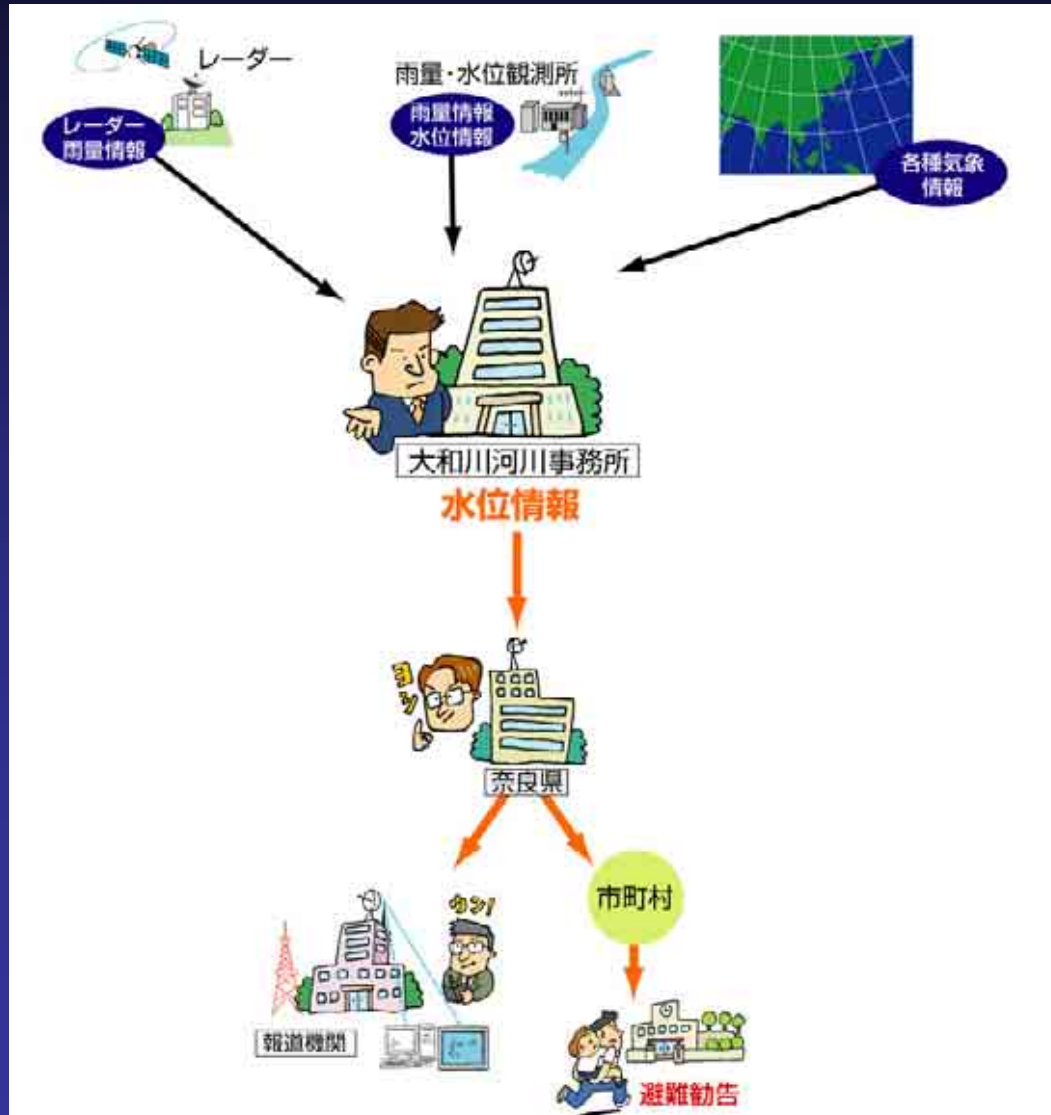 レーダー
レーダー
雨量情報
雨量・水位観測所
雨量情報
水位情報
各種気象
情報
大和川河川事務所
水位情報
ヨシ
奈良県
市町村
ウン!
報道機関
避難勧告